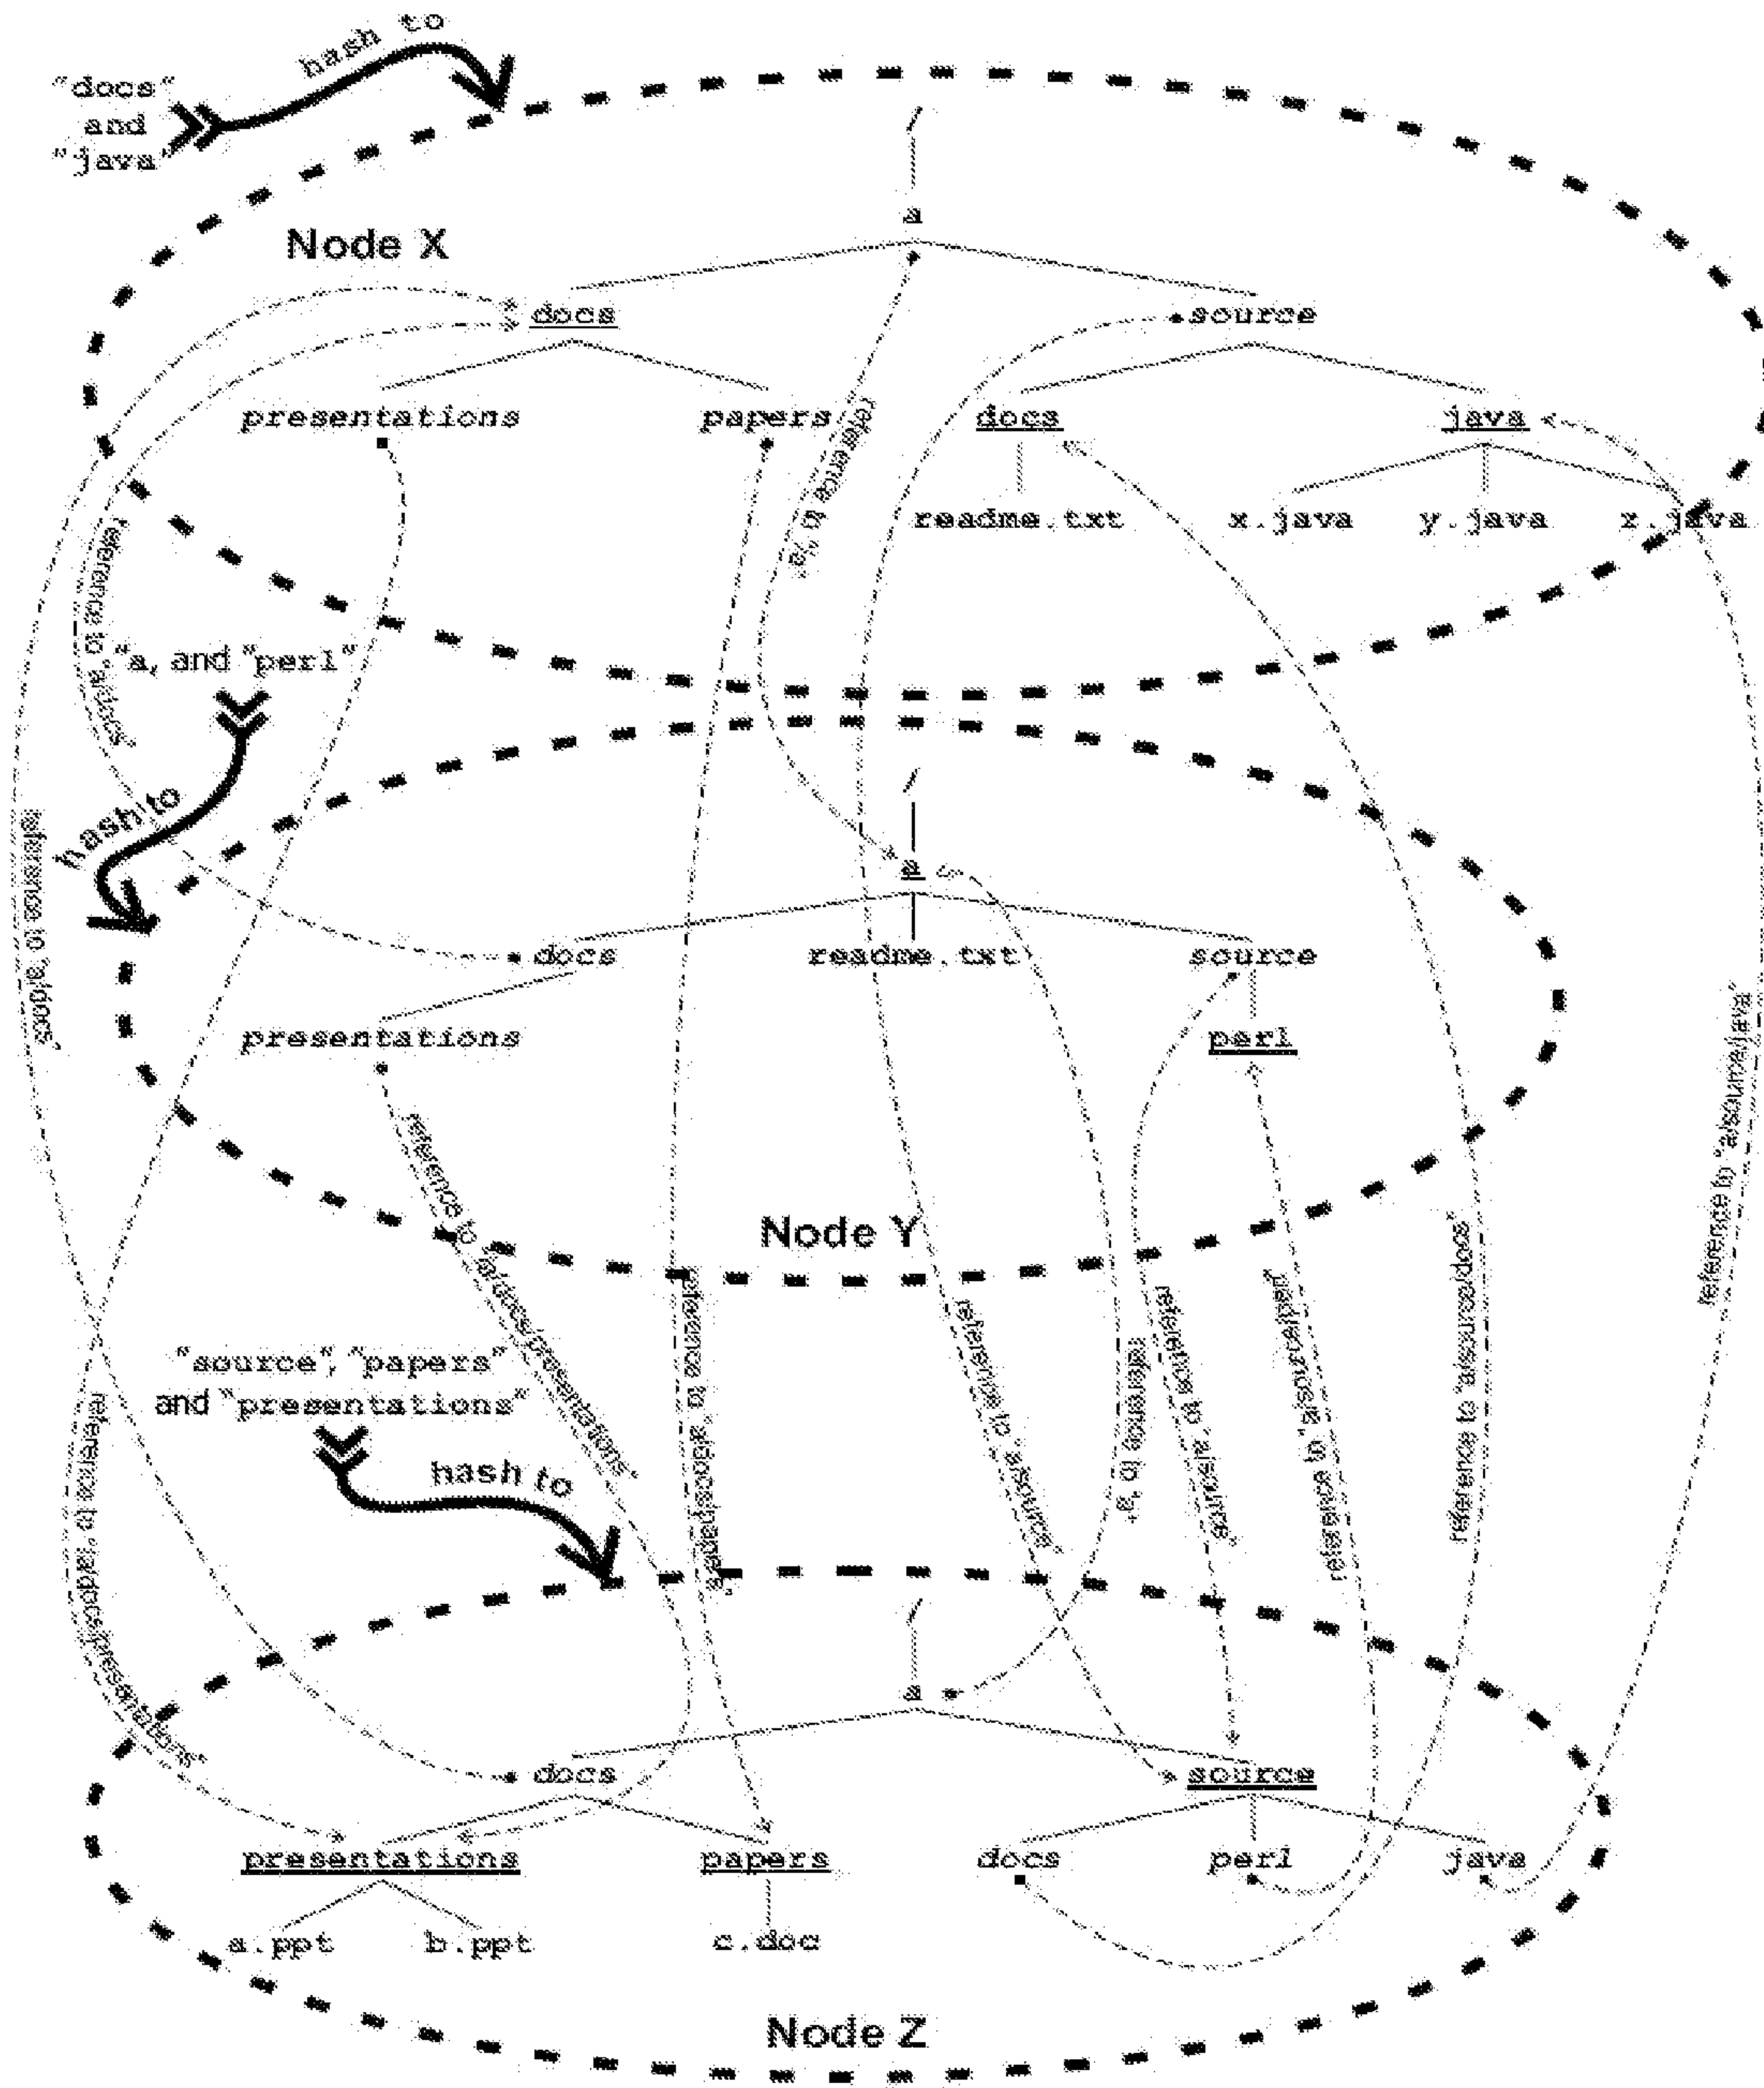 hash to
"docs"
and
"java"
/
a
Node X
docs
source
presentations
papers
docs
java
readme.txt
x.java
y.java
z.java
reference to "a"
reference to "a/docs"
"a, and "perl"
hash to
/
a
docs
readme.txt
source
presentations
perl
reference to "a/docs"
reference to "a/docs/presentations"
Node Y
reference to "a/source/java"
reference to "a/source/docs"
"source", "papers"
and "presentations"
hash to
reference to "a/docs/papers"
reference to "a/source"
reference to "a/source"
reference to "a/docs/presentations"
/
a
docs
source
presentations
papers
docs
perl
java
a.ppt
b.ppt
c.doc
Node Z